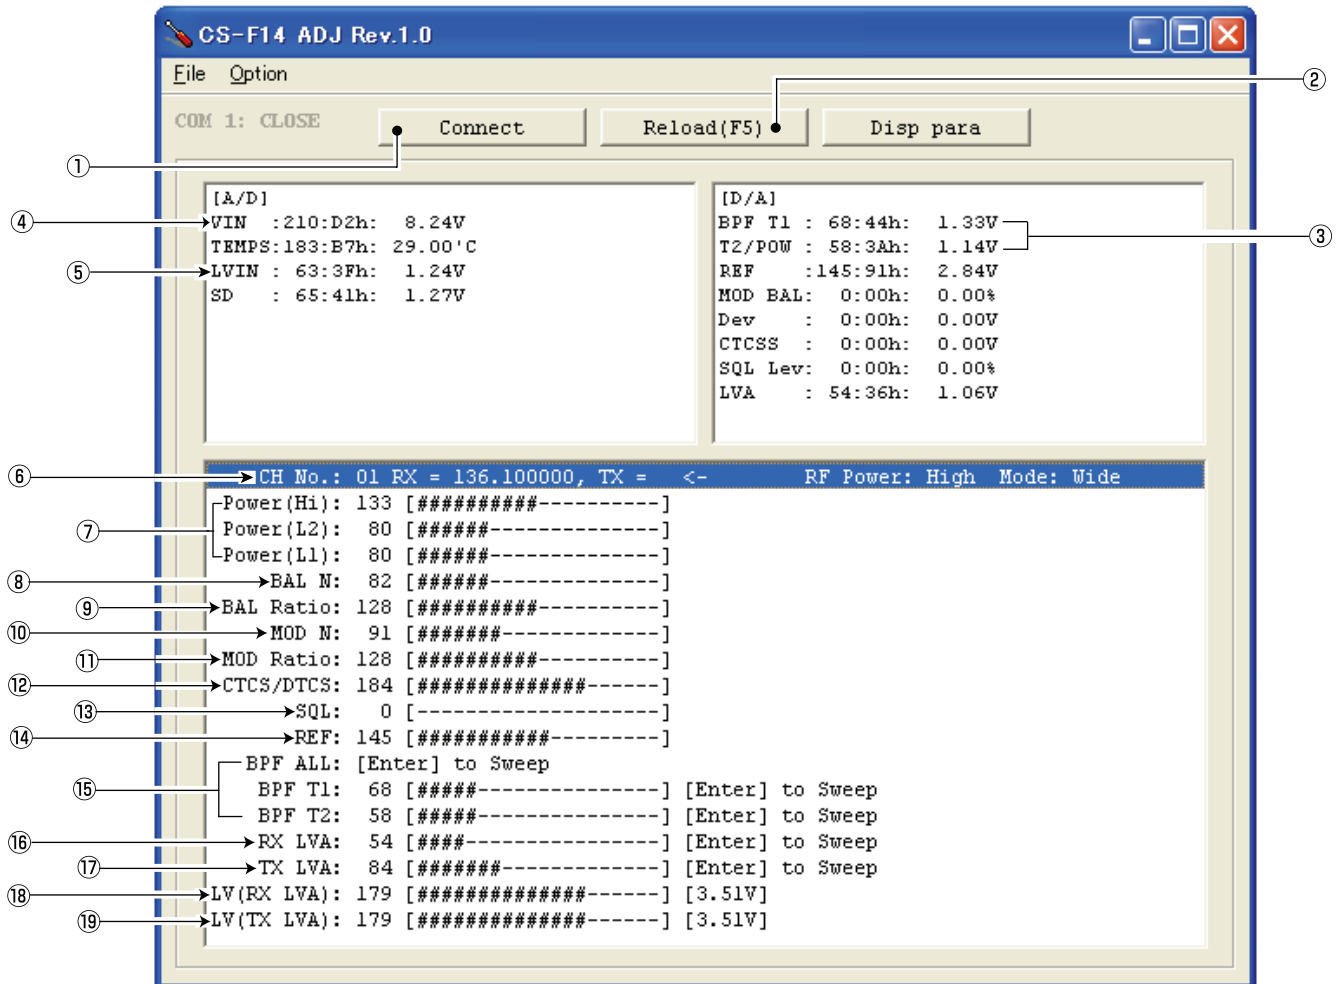 CS-F14 ADJ Rev.1.0
File Option
②
COM 1: CLOSE Connect Reload(F5) Disp para
①
[A/D]
④ VIN :210:D2h: 8.24V
TEMPS:183:B7h: 29.00'C
⑤ LVIN : 63:3Fh: 1.24V
SD : 65:41h: 1.27V
[D/A]
BPF T1 : 68:44h: 1.33V
T2/POW : 58:3Ah: 1.14V
③
REF :145:91h: 2.84V
MOD BAL: 0:00h: 0.00%
Dev : 0:00h: 0.00V
CTCSS : 0:00h: 0.00V
SQL Lev: 0:00h: 0.00%
LVA : 54:36h: 1.06V
⑥ CH No.: 01 RX = 136.100000, TX = <- RF Power: High Mode: Wide
Power(Hi): 133 [##########----------]
⑦ Power(L2): 80 [######--------------]
Power(L1): 80 [######--------------]
⑧ BAL N: 82 [######--------------]
⑨ BAL Ratio: 128 [##########----------]
⑩ MOD N: 91 [#######-------------]
⑪ MOD Ratio: 128 [##########----------]
⑫ CTCS/DTCS: 184 [##############------]
⑬ SQL: 0 [--------------------]
⑭ REF: 145 [###########---------]
BPF ALL: [Enter] to Sweep
⑮ BPF T1: 68 [#####---------------] [Enter] to Sweep
BPF T2: 58 [#####---------------] [Enter] to Sweep
⑯ RX LVA: 54 [####----------------] [Enter] to Sweep
⑰ TX LVA: 84 [#######-------------] [Enter] to Sweep
⑱ LV(RX LVA): 179 [##############------] [3.51V]
⑲ LV(TX LVA): 179 [##############------] [3.51V]